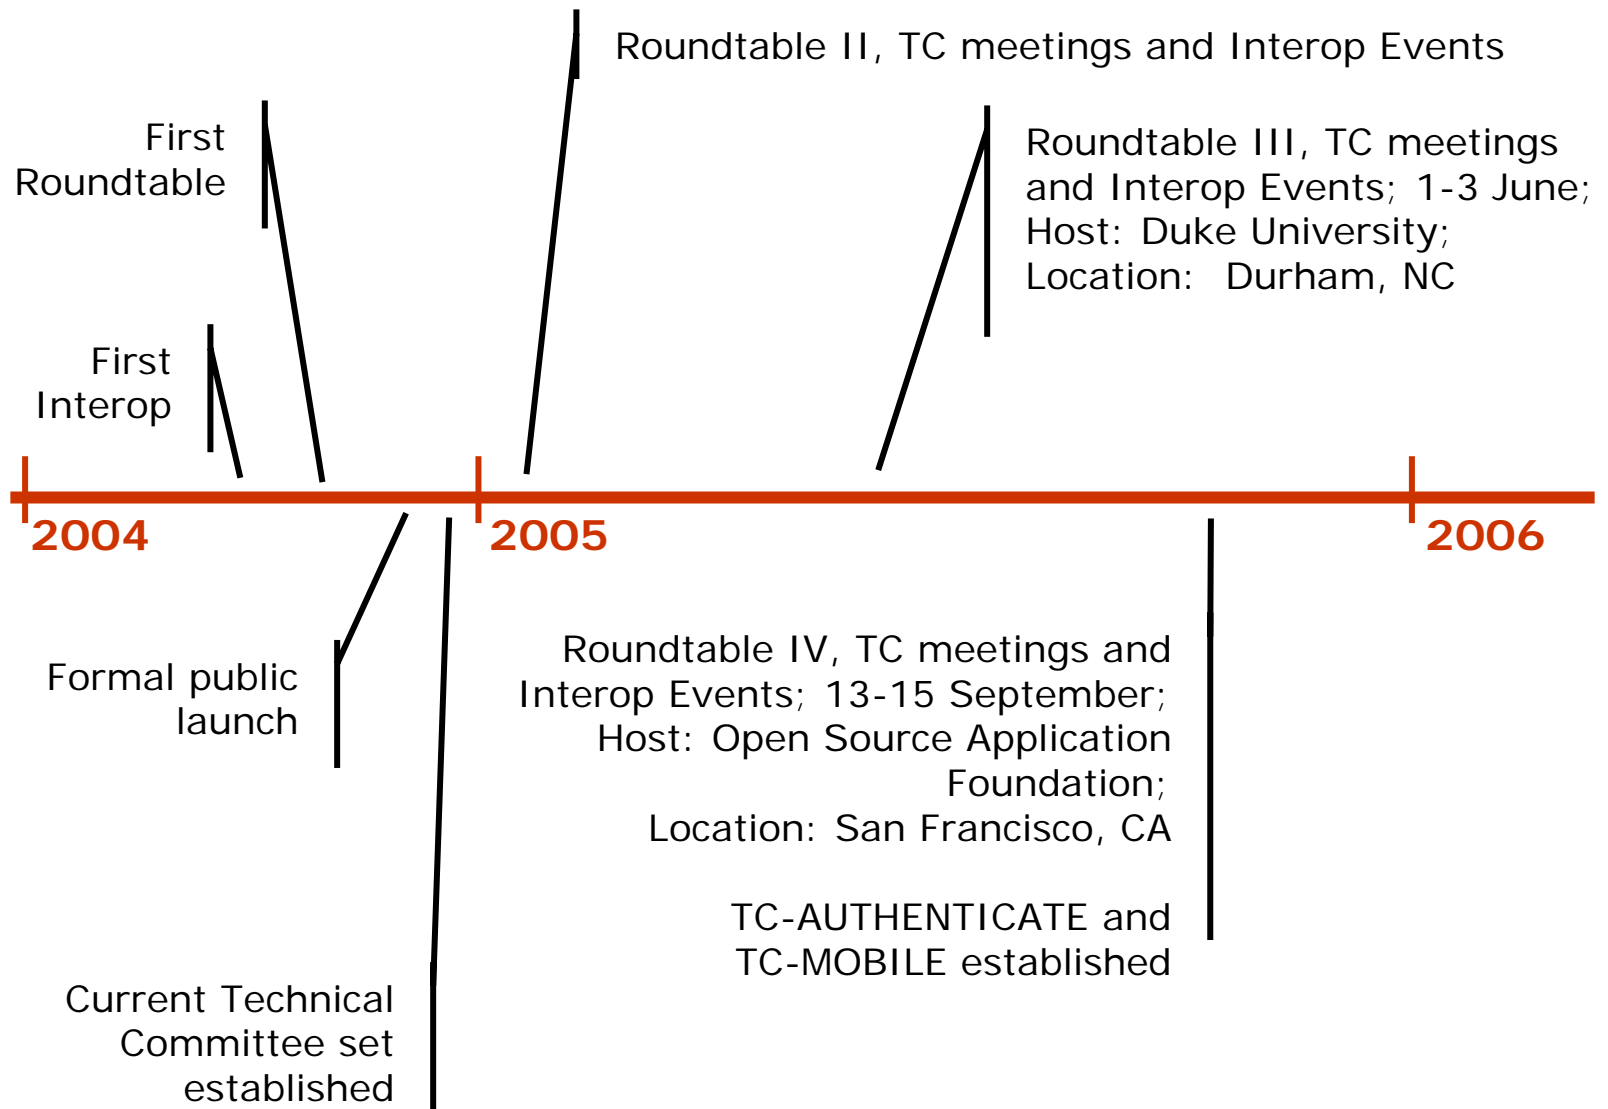 Roundtable II, TC meetings and Interop Events
First
Roundtable
Roundtable III, TC meetings
and Interop Events; 1-3 June;
Host: Duke University;
Location: Durham, NC
First
Interop
2004
2005
2006
Formal public
launch
Roundtable IV, TC meetings and
Interop Events; 13-15 September;
Host: Open Source Application
Foundation;
Location: San Francisco, CA
TC-AUTHENTICATE and
TC-MOBILE established
Current Technical
Committee set
established